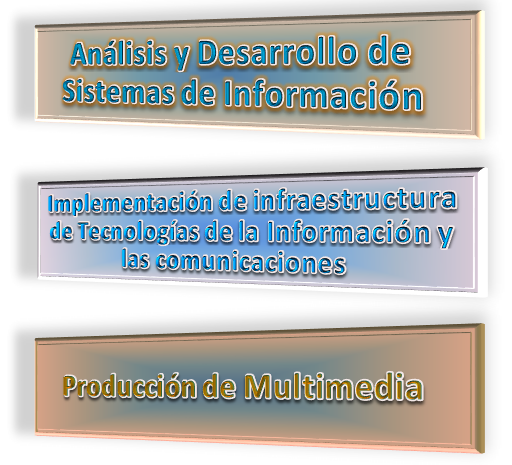 Análisis y Desarrollo de
Sistemas de Información
Implementación de infraestructura
de Tecnologías de la Información y
las comunicaciones
Producción de Multimedia